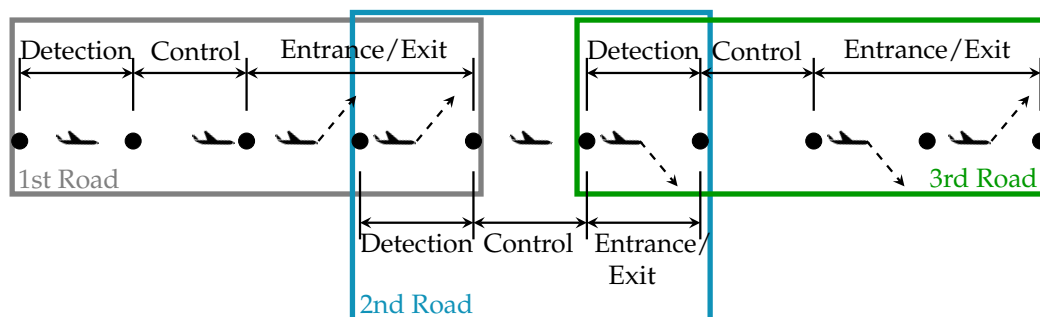 Detection Control Entrance/Exit Detection Control Entrance/Exit
1st Road 3rd Road
Detection Control Entrance/
Exit
2nd Road